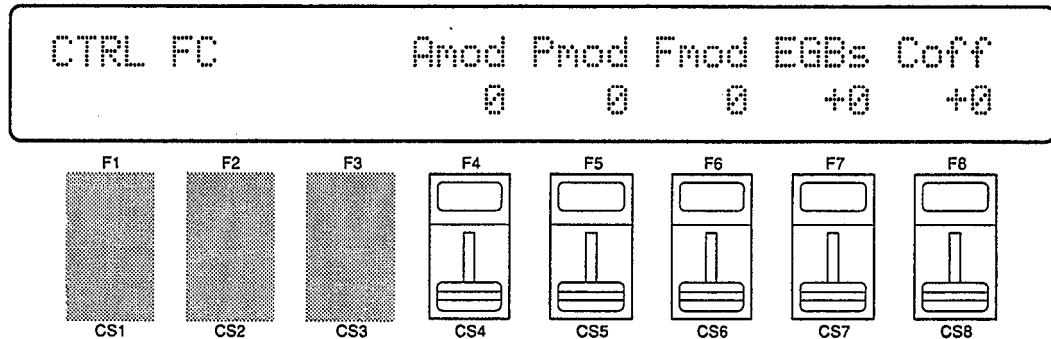 CTRL FC Amod Pmod Fmod EGBs Coff
0 0 0 +0 +0
F1 F2 F3 F4 F5 F6 F7 F8
CS1 CS2 CS3 CS4 CS5 CS6 CS7 CS8